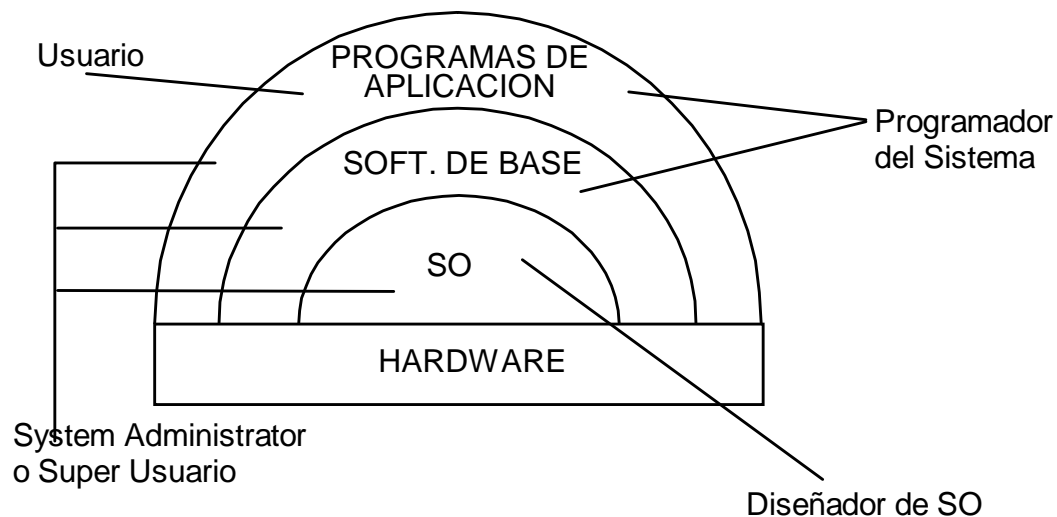 Usuario
PROGRAMAS DE
APLICACION
Programador
del Sistema
SOFT. DE BASE
SO
HARDWARE
System Administrator
o Super Usuario
Diseñador de SO